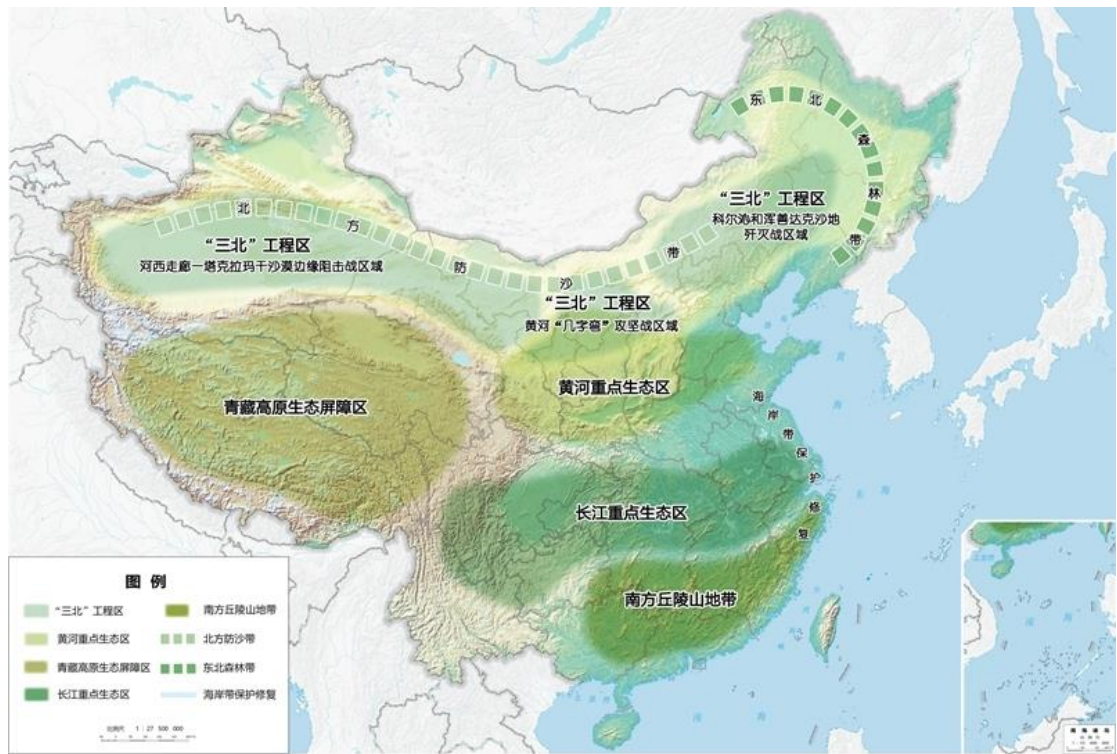 东北森林带
北方防沙带
“三北”工程区
科尔沁和浑善达克沙地
歼灭战区域
“三北”工程区
河西走廊—塔克拉玛干沙漠边缘阻击战区域
“三北”工程区
黄河“几字弯”攻坚战区域
黄河重点生态区
青藏高原生态屏障区
海岸带保护修复
长江重点生态区
南方丘陵山地带
图例
“三北”工程区
南方丘陵山地带
黄河重点生态区
北方防沙带
青藏高原生态屏障区
东北森林带
长江重点生态区
海岸带保护修复
比例尺 1：27 500 000
南海诸岛